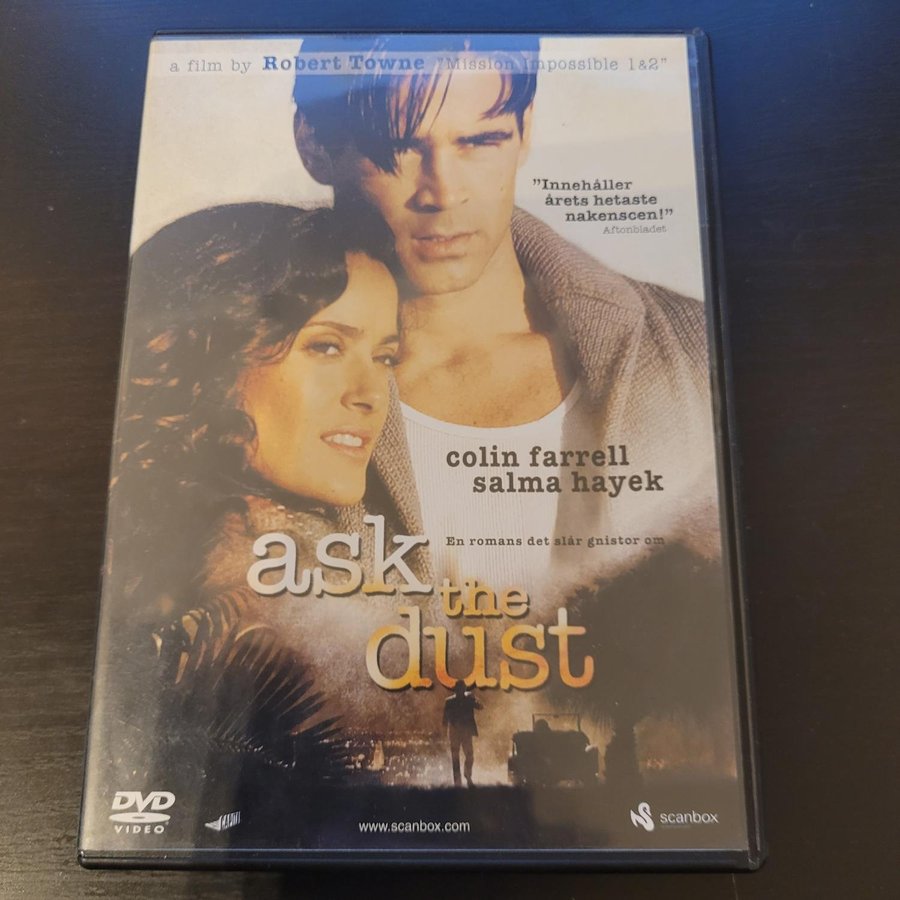 a film by Robert Towne "Mission Impossible 1&2"
"Innehåller
årets hetaste
nakenscen!"
Aftonbladet
colin farrell
salma hayek
En romans det slår gnistor om
ask
the
dust
DVD
VIDEO
www.scanbox.com
scanbox